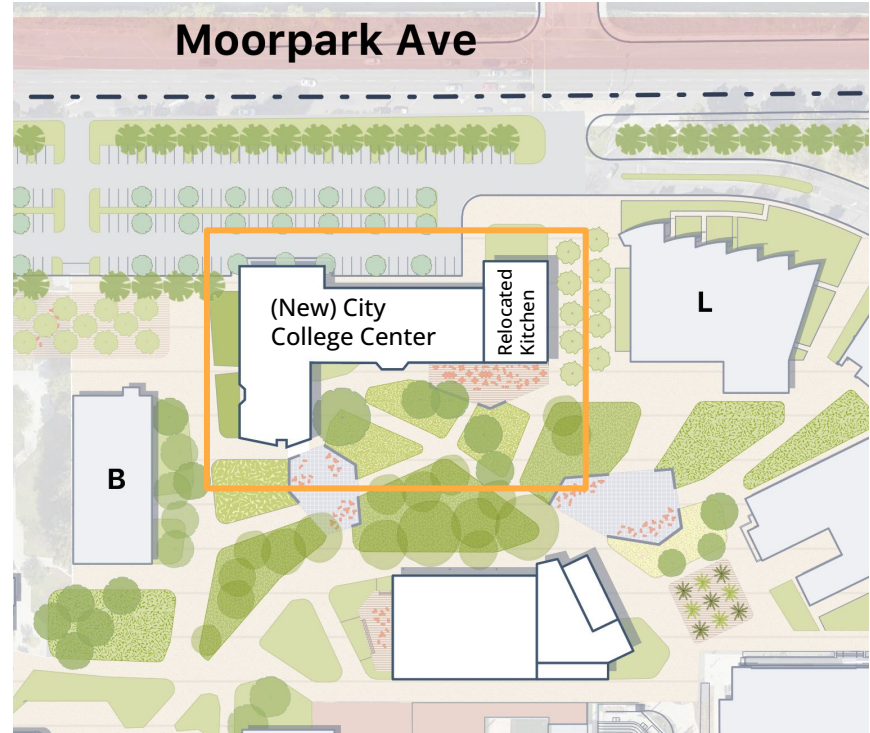 Moorpark Ave
(New) City
College Center
Relocated
Kitchen
L
B